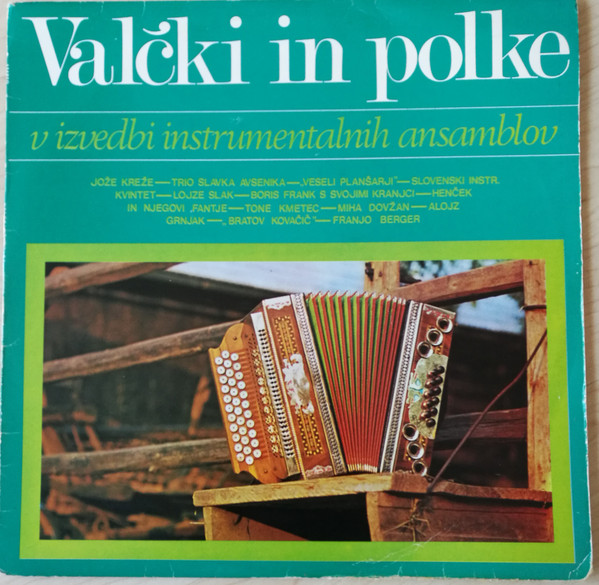 Valčki in polke
v izvedbi instrumentalnih ansamblov
JOŽE KREŽE—TRIO SLAVKA AVSENIKA—„VESELI PLANŠARJI"—SLOVENSKI INSTR.
KVINTET—LOJZE SLAK—BORIS FRANK S SVOJIMI KRANJCI—HENČEK
IN NJEGOVI ‚FANTJE—TONE KMETEC—MIHA DOVŽAN—ALOJZ
GRNJAK—„BRATOV KOVAČIČ"—FRANJO BERGER